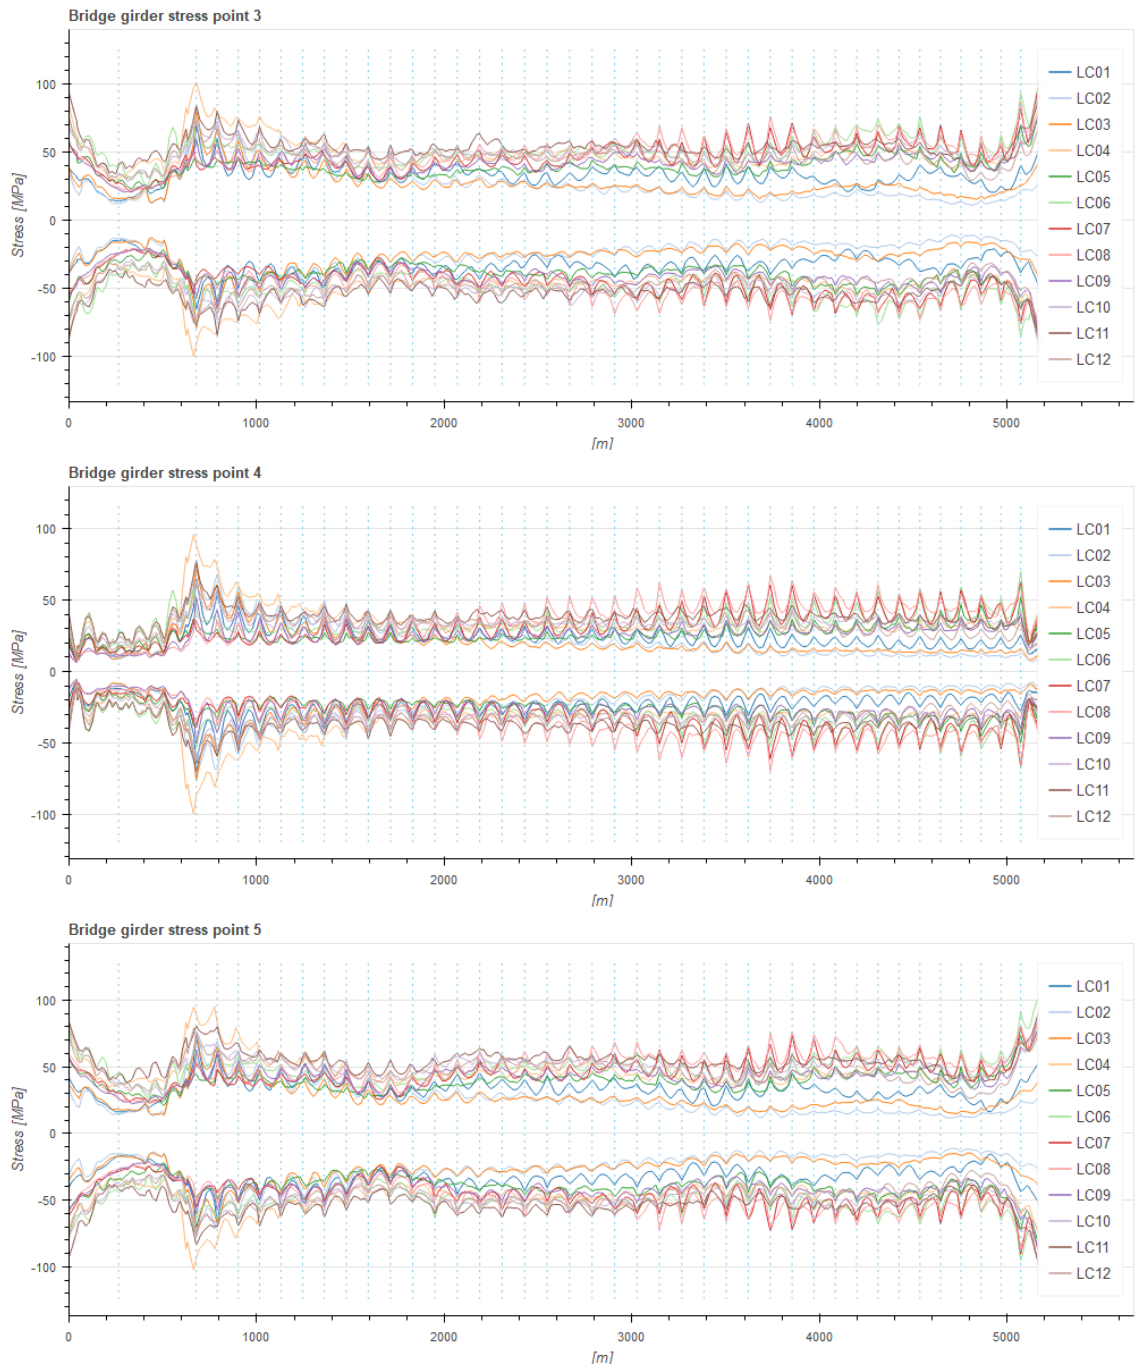 Bridge girder stress point 3
Stress [MPa]
100
50
0
-50
-100
0 1000 2000 3000 4000 5000
[m]
LC01
LC02
LC03
LC04
LC05
LC06
LC07
LC08
LC09
LC10
LC11
LC12
Bridge girder stress point 4
Stress [MPa]
100
50
0
-50
-100
0 1000 2000 3000 4000 5000
[m]
LC01
LC02
LC03
LC04
LC05
LC06
LC07
LC08
LC09
LC10
LC11
LC12
Bridge girder stress point 5
Stress [MPa]
100
50
0
-50
-100
0 1000 2000 3000 4000 5000
[m]
LC01
LC02
LC03
LC04
LC05
LC06
LC07
LC08
LC09
LC10
LC11
LC12